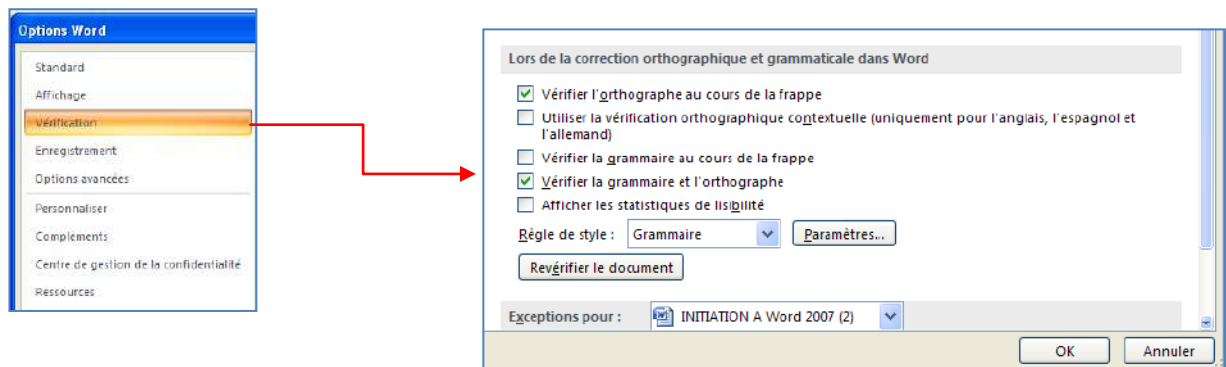 Options Word
Standard
Affichage
Vérification
Enregistrement
Options avancées
Personnaliser
Compléments
Centre de gestion de la confidentialité
Ressources
Lors de la correction orthographique et grammaticale dans Word
Vérifier l'orthographe au cours de la frappe
Utiliser la vérification orthographique contextuelle (uniquement pour l'anglais, l'espagnol et
l'allemand)
Vérifier la grammaire au cours de la frappe
Vérifier la grammaire et l'orthographe
Afficher les statistiques de lisibilité
Règle de style : Grammaire Paramètres...
Revérifier le document
Exceptions pour : INITIATION A Word 2007 (2)
OK Annuler